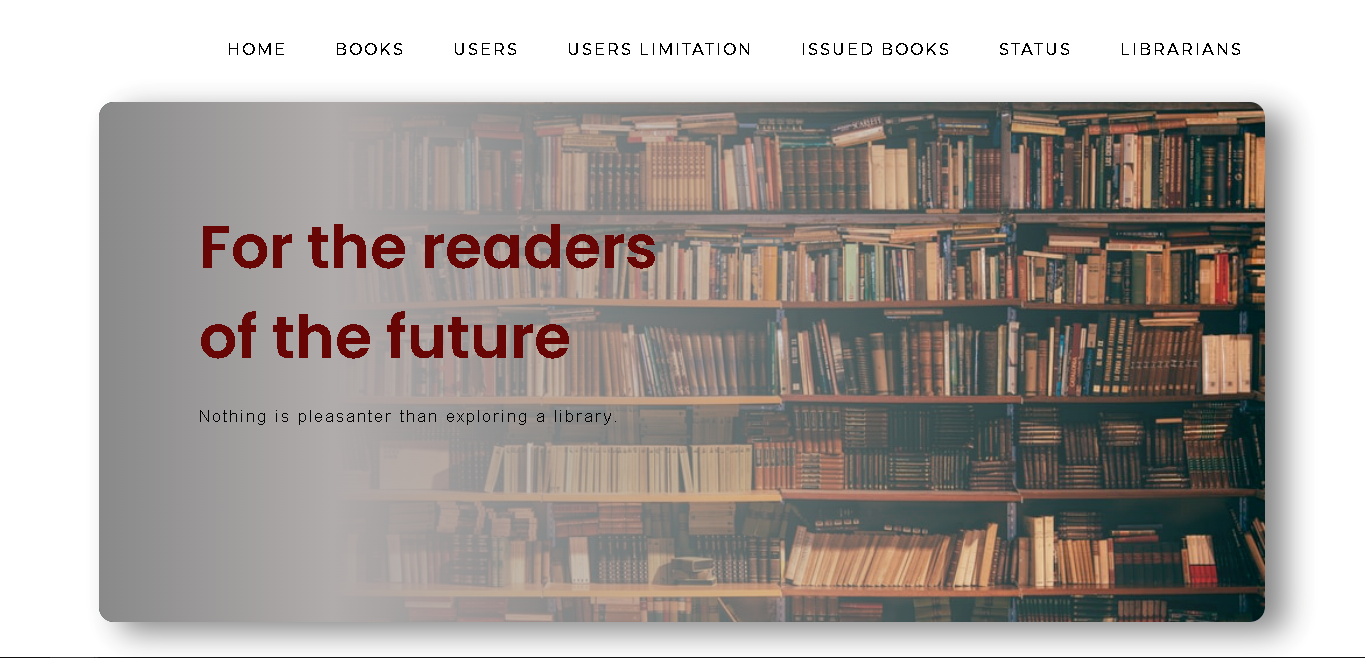 HOME BOOKS USERS USERS LIMITATION ISSUED BOOKS STATUS LIBRARIANS
For the readers
of the future
Nothing is pleasanter than exploring a library.